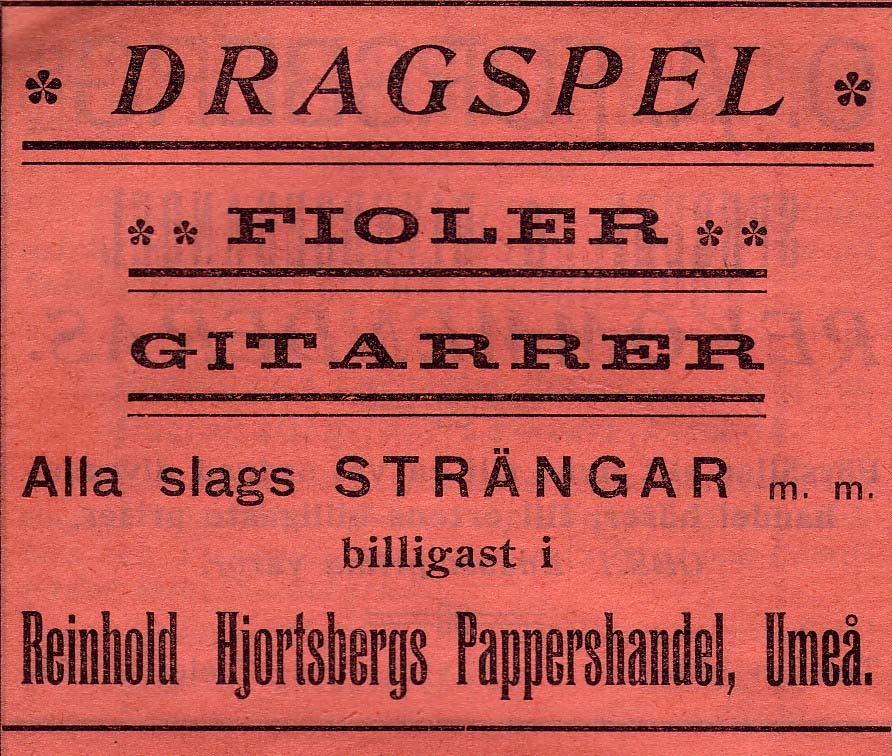 DRAGSPEL
FIOLER
GITARRER
Alla slags STRÄNGAR m. m.
billigast i
Reinhold Hjortsbergs Pappershandel, Umeå.